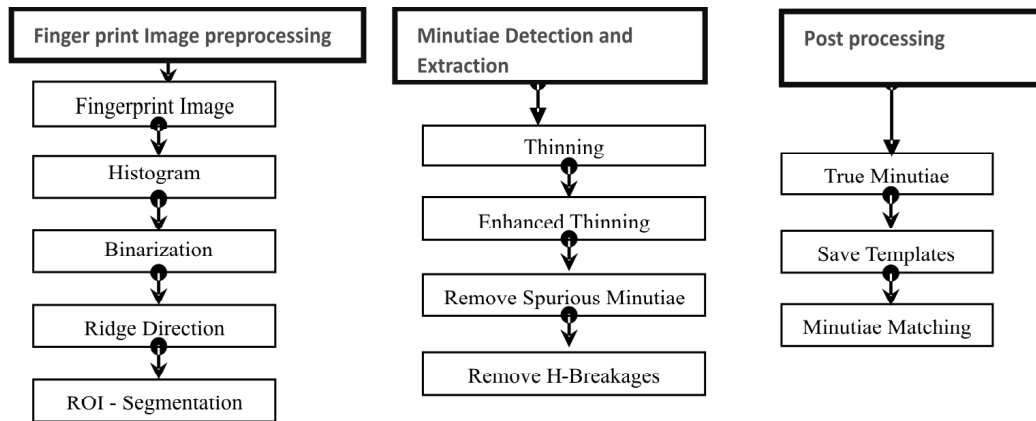 Finger print Image preprocessing
Fingerprint Image
Histogram
Binarization
Ridge Direction
ROI - Segmentation
Minutiae Detection and
Extraction
Thinning
Enhanced Thinning
Remove Spurious Minutiae
Remove H-Breakages
Post processing
True Minutiae
Save Templates
Minutiae Matching